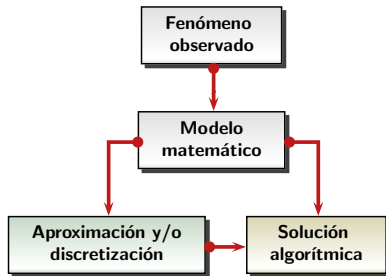 Fenómeno
observado
Modelo
matemático
Aproximación y/o
discretización
Solución
algorítmica